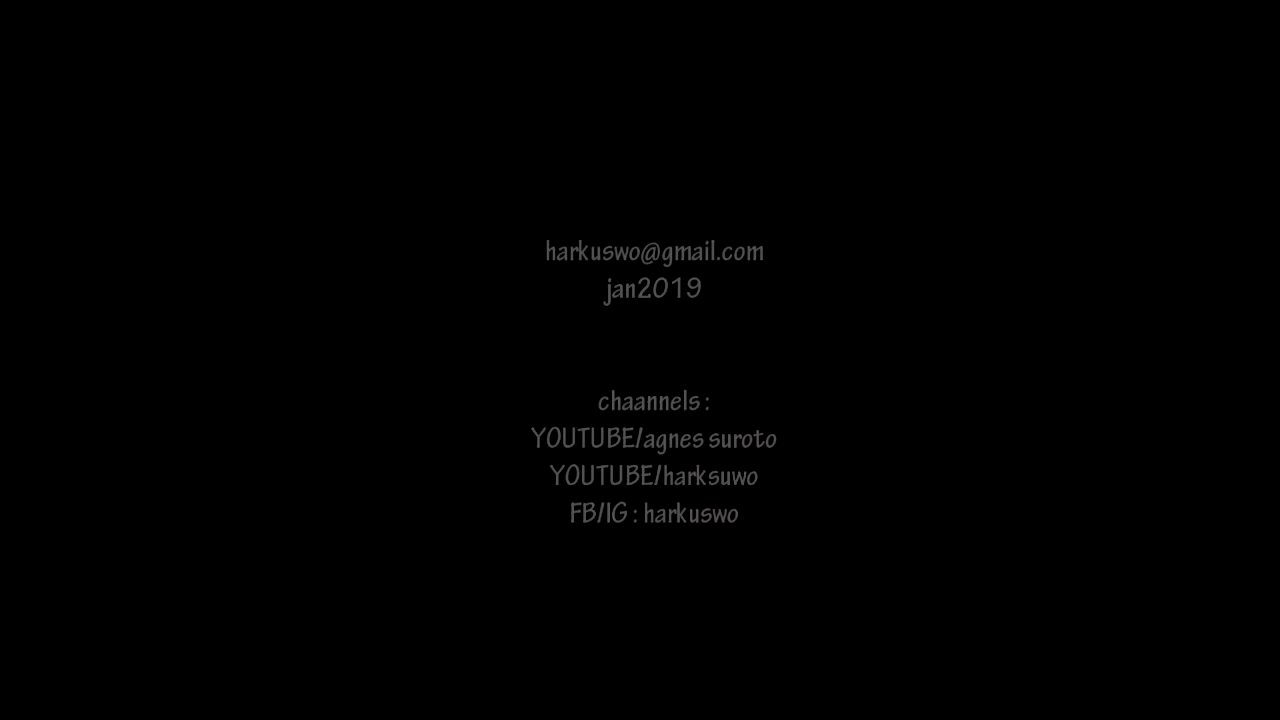 harkuswo@gmail.com
jan2019
chaannels :
YOUTUBE/agnes suroto
YOUTUBE/harksuwo
FB/IG : harkuswo